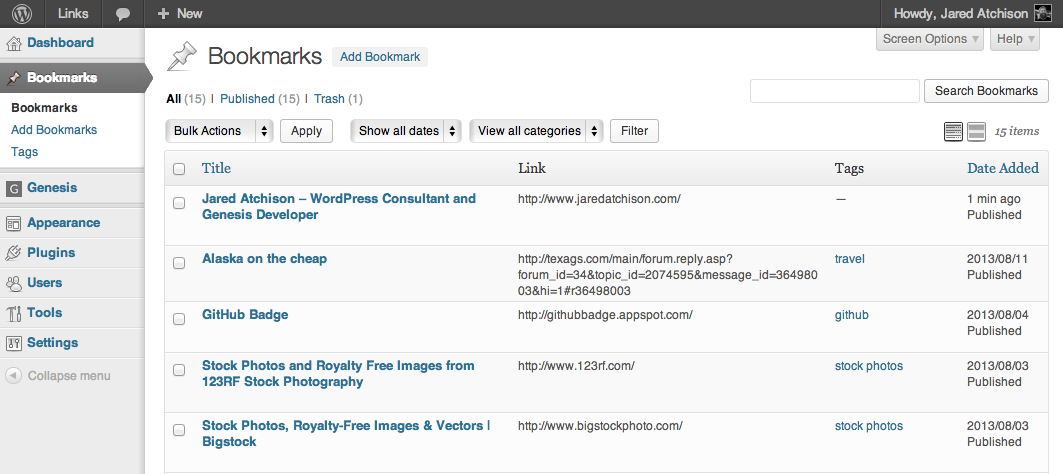 Links
New
Howdy, Jared Atchison
Dashboard
Bookmarks
Bookmarks
Add Bookmarks
Tags
G Genesis
Appearance
Plugins
Users
Tools
Settings
Collapse menu
Screen Options
Help
Bookmarks
Add Bookmark
All (15) | Published (15) | Trash (1)
Search Bookmarks
Bulk Actions
Apply
Show all dates
View all categories
Filter
15 items
Title
Link
Tags
Date Added
Jared Atchison – WordPress Consultant and
Genesis Developer
http://www.jaredatchison.com/
—
1 min ago
Published
Alaska on the cheap
http://texags.com/main/forum.reply.asp?
forum_id=34&topic_id=2074595&message_id=364980
03&hi=1#r36498003
travel
2013/08/11
Published
GitHub Badge
http://githubbadge.appspot.com/
github
2013/08/04
Published
Stock Photos and Royalty Free Images from
123RF Stock Photography
http://www.123rf.com/
stock photos
2013/08/03
Published
Stock Photos, Royalty-Free Images & Vectors |
Bigstock
http://www.bigstockphoto.com/
stock photos
2013/08/03
Published